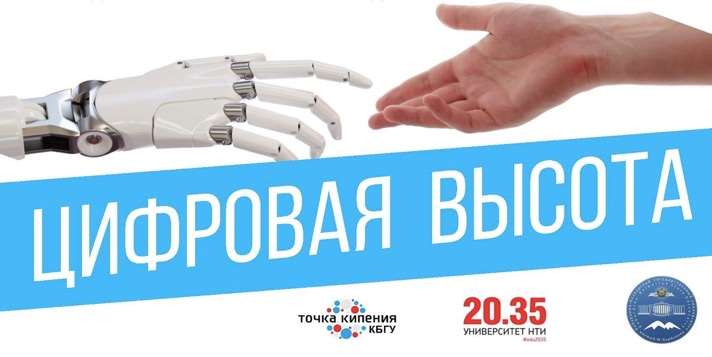 ЦИФРОВАЯ ВЫСОТА
точка кипения
КБГУ
20.35
УНИВЕРСИТЕТ НТИ